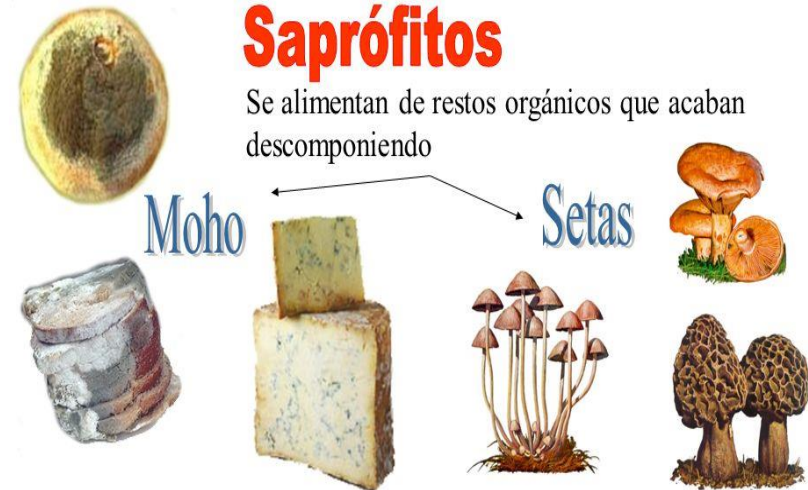 Saprófitos
Se alimentan de restos orgánicos que acaban
descomponiendo
Moho
Setas